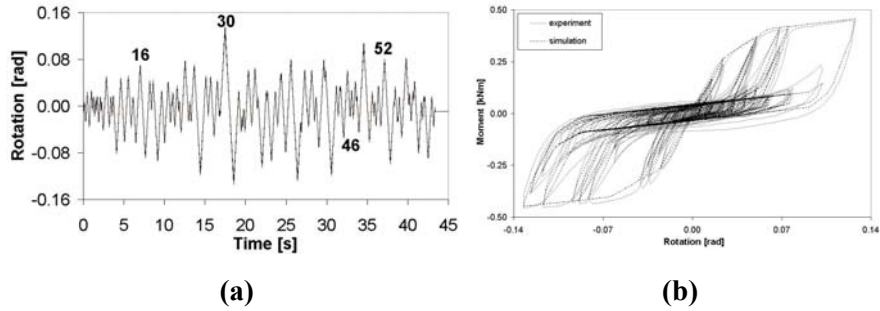 0.16
0.08
0.00
-0.08
-0.16
Rotation [rad]
16
30
52
46
0 5 10 15 20 25 30 35 40 45
Time [s]
(a)
0.50
0.25
0.00
-0.25
-0.50
Moment [kNm]
experiment
simulation
-0.14 -0.07 0.00 0.07 0.14
Rotation [rad]
(b)